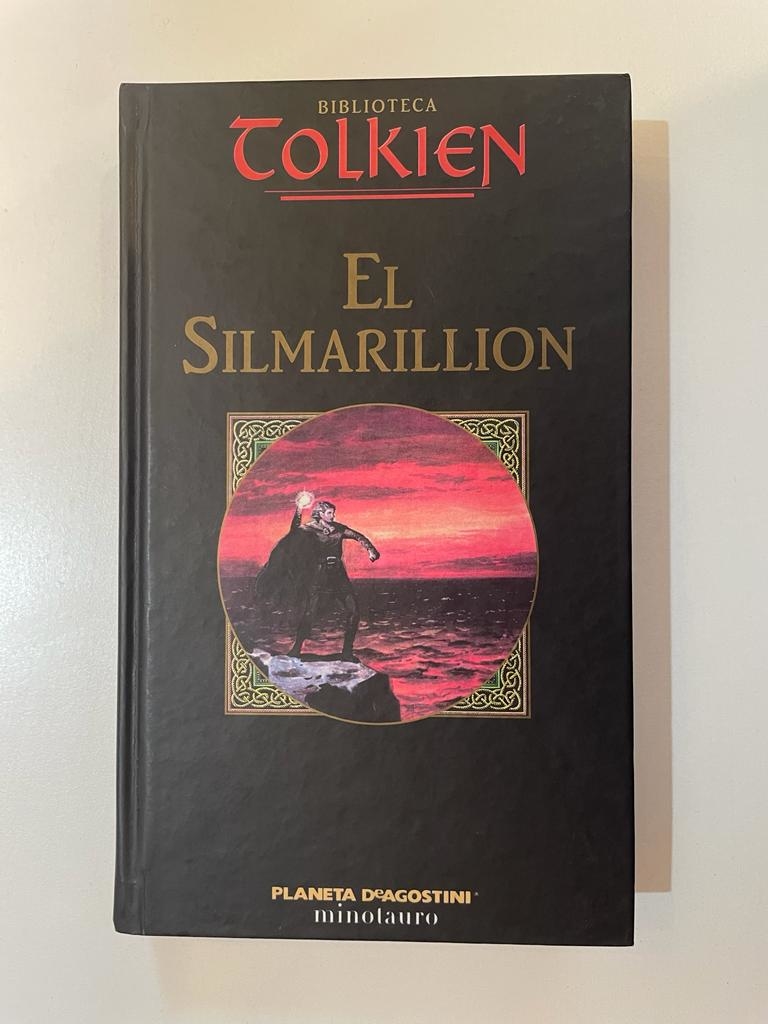 BIBLIOTECA
TOLKIEN
EL
SILMARILLION
PLANETA DeAGOSTINI®
minotauro